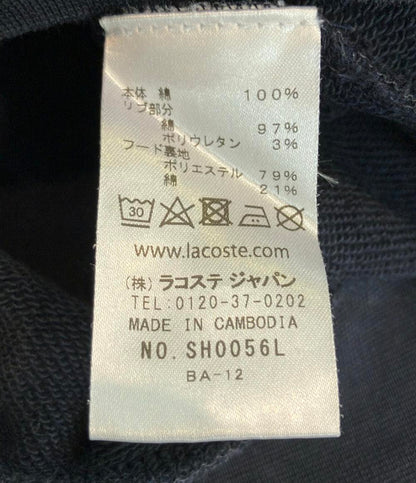 本体 綿 100%
リブ部分
綿 97%
ポリウレタン 3%
フード裏地
ポリエステル 79%
綿 21%
30
www.lacoste.com
(株) ラコステ ジャパン
TEL:0120-37-0202
MADE IN CAMBODIA
NO.SH0056L
BA-12